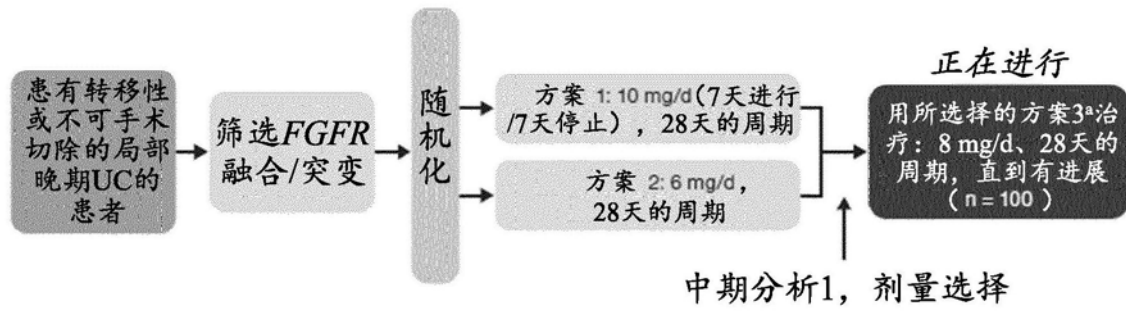 患有转移性
或不可手术
切除的局部
晚期UC的
患者
筛选FGFR
融合/突变
随机化
方案 1: 10 mg/d(7天进行
/7天停止），28天的周期
方案 2: 6 mg/d，
28天的周期
正在进行
用所选择的方案3ª治
疗：8 mg/d、28天的
周期，直到有进展
（n = 100）
中期分析1，剂量选择